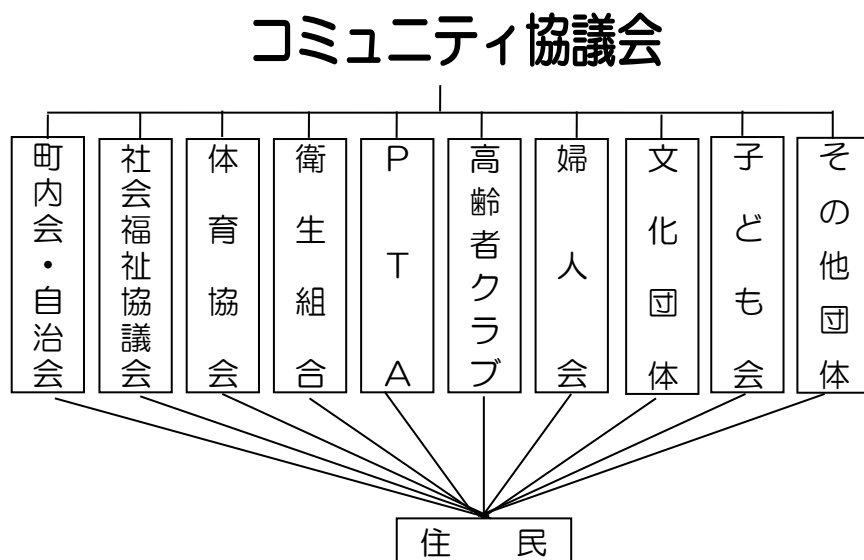 コミュニティ協議会
町内会・自治会
社会福祉協議会
体育協会
衛生組合
PTA
高齢者クラブ
婦人会
文化団体
子ども会
その他団体
住民